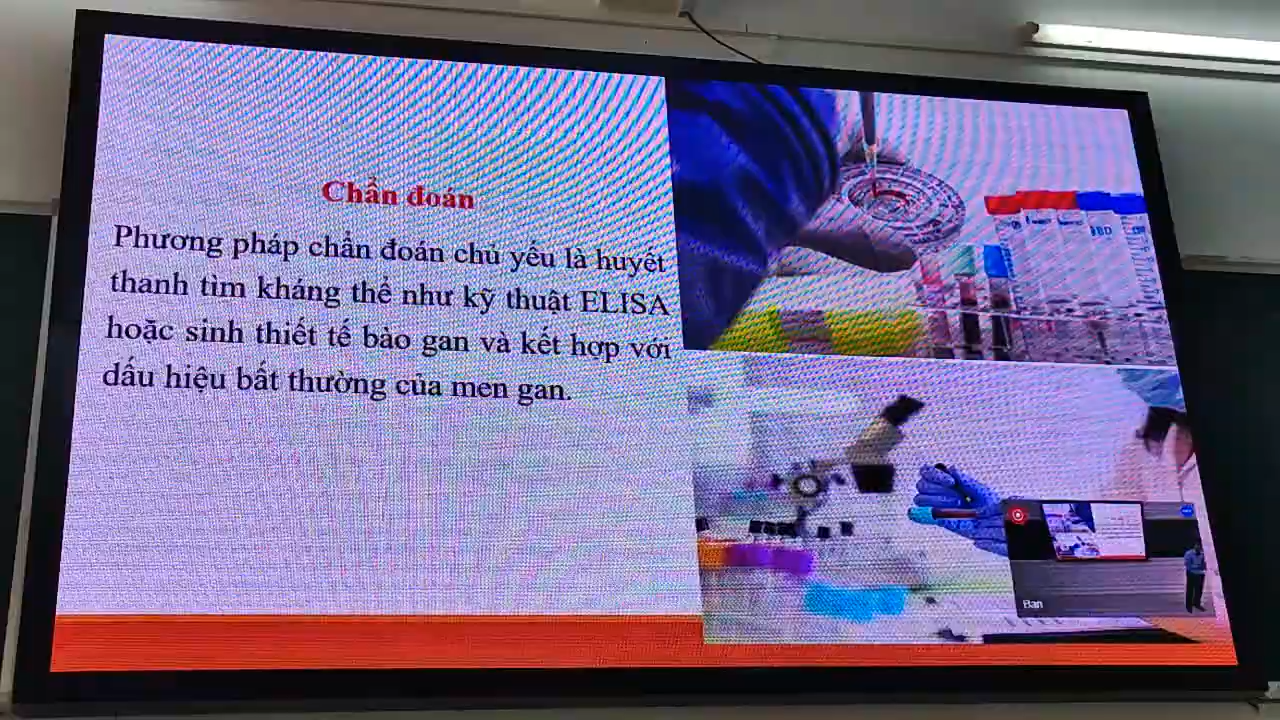 Chẩn đoán
Phương pháp chẩn đoán chủ yếu là huyết
thanh tìm kháng thể như kỹ thuật ELISA
hoặc sinh thiết tế bào gan và kết hợp với
dấu hiệu bất thường của men gan.